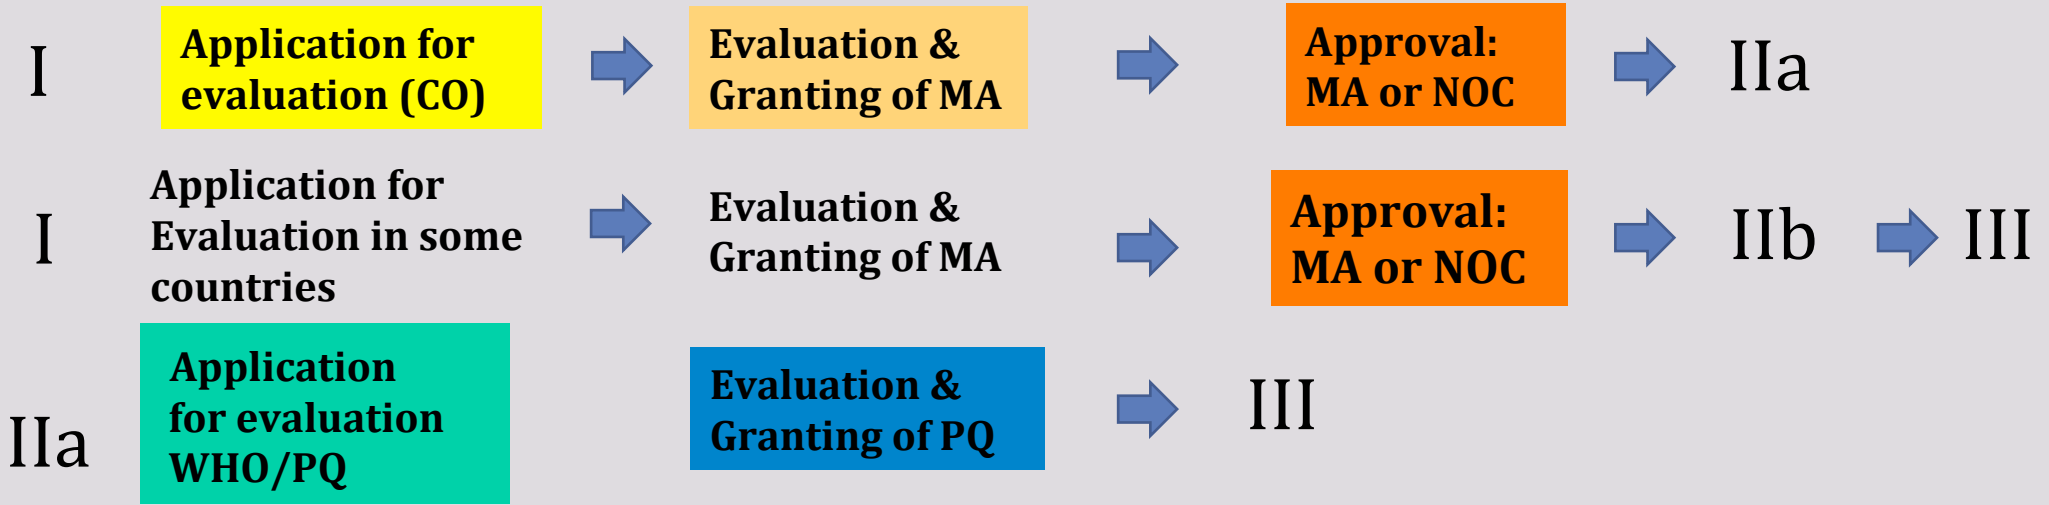 I
Application for
evaluation (CO)
Evaluation &
Granting of MA
Approval:
MA or NOC
IIa
I
Application for
Evaluation in some
countries
Evaluation &
Granting of MA
Approval:
MA or NOC
IIb
III
IIa
Application
for evaluation
WHO/PQ
Evaluation &
Granting of PQ
III